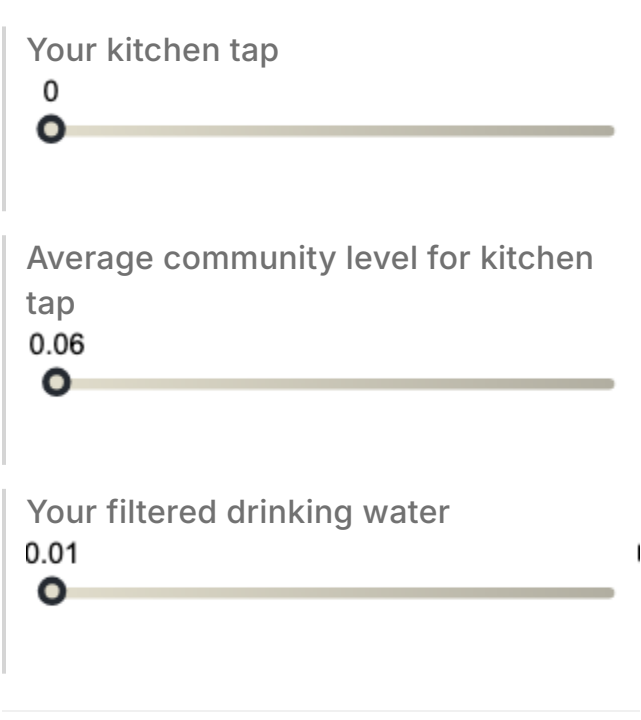 Your kitchen tap
0
Average community level for kitchen
tap
0.06
Your filtered drinking water
0.01